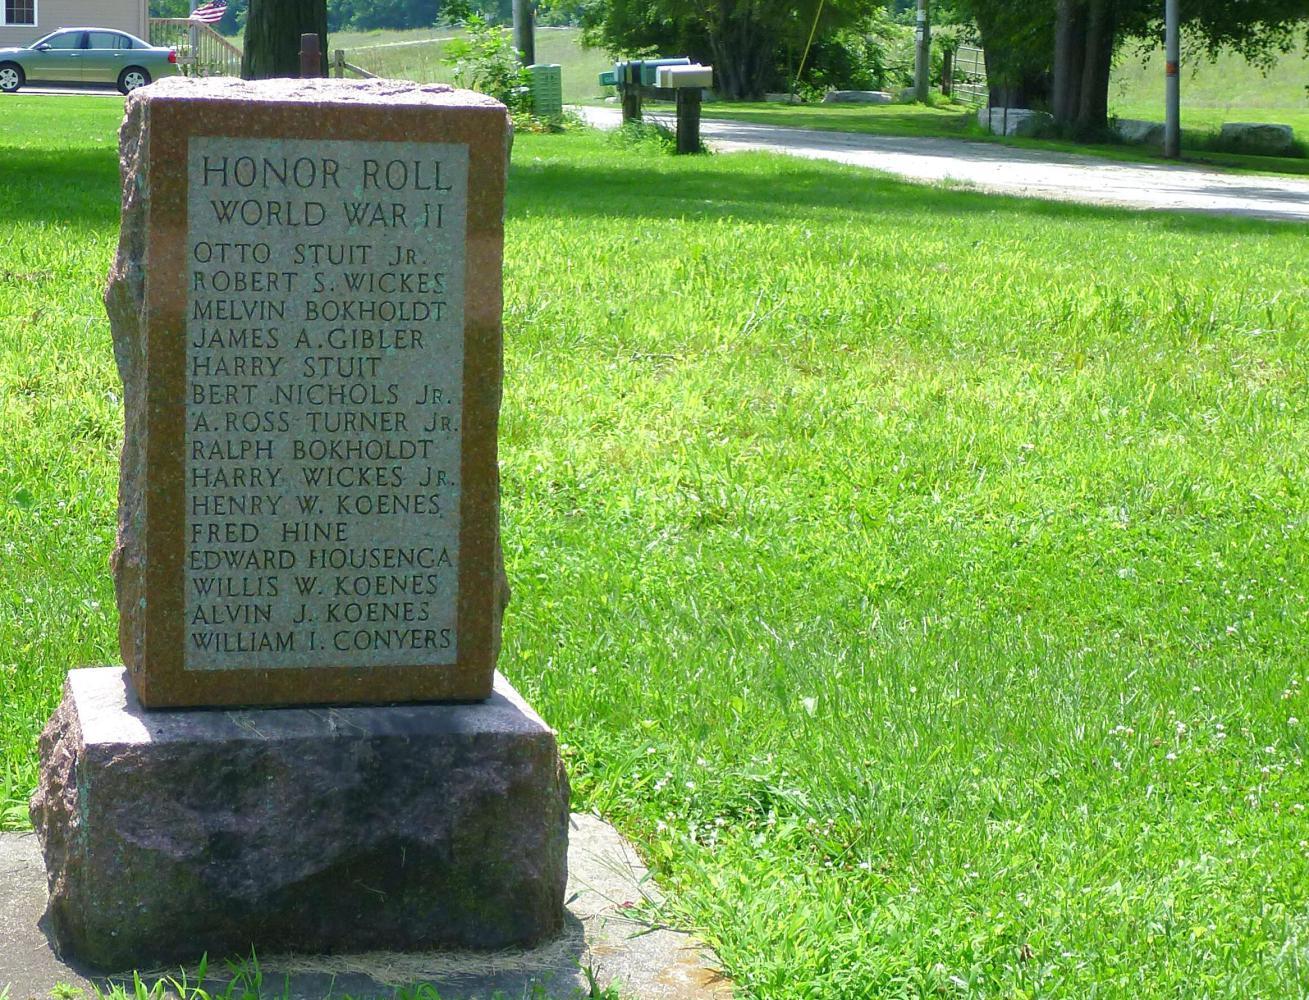 HONOR ROLL
WORLD WAR II
OTTO STUIT JR.
ROBERT S. WICKES
MELVIN BOKHOLDT
JAMES A. GIBLER
HARRY STUIT
BERT NICHOLS JR.
A. ROSS TURNER JR.
RALPH BOKHOLDT
HARRY WICKES JR.
HENRY W. KOENES
FRED HINE
EDWARD HOUSENGA
WILLIS W. KOENES
ALVIN J. KOENES
WILLIAM I. CONYERS